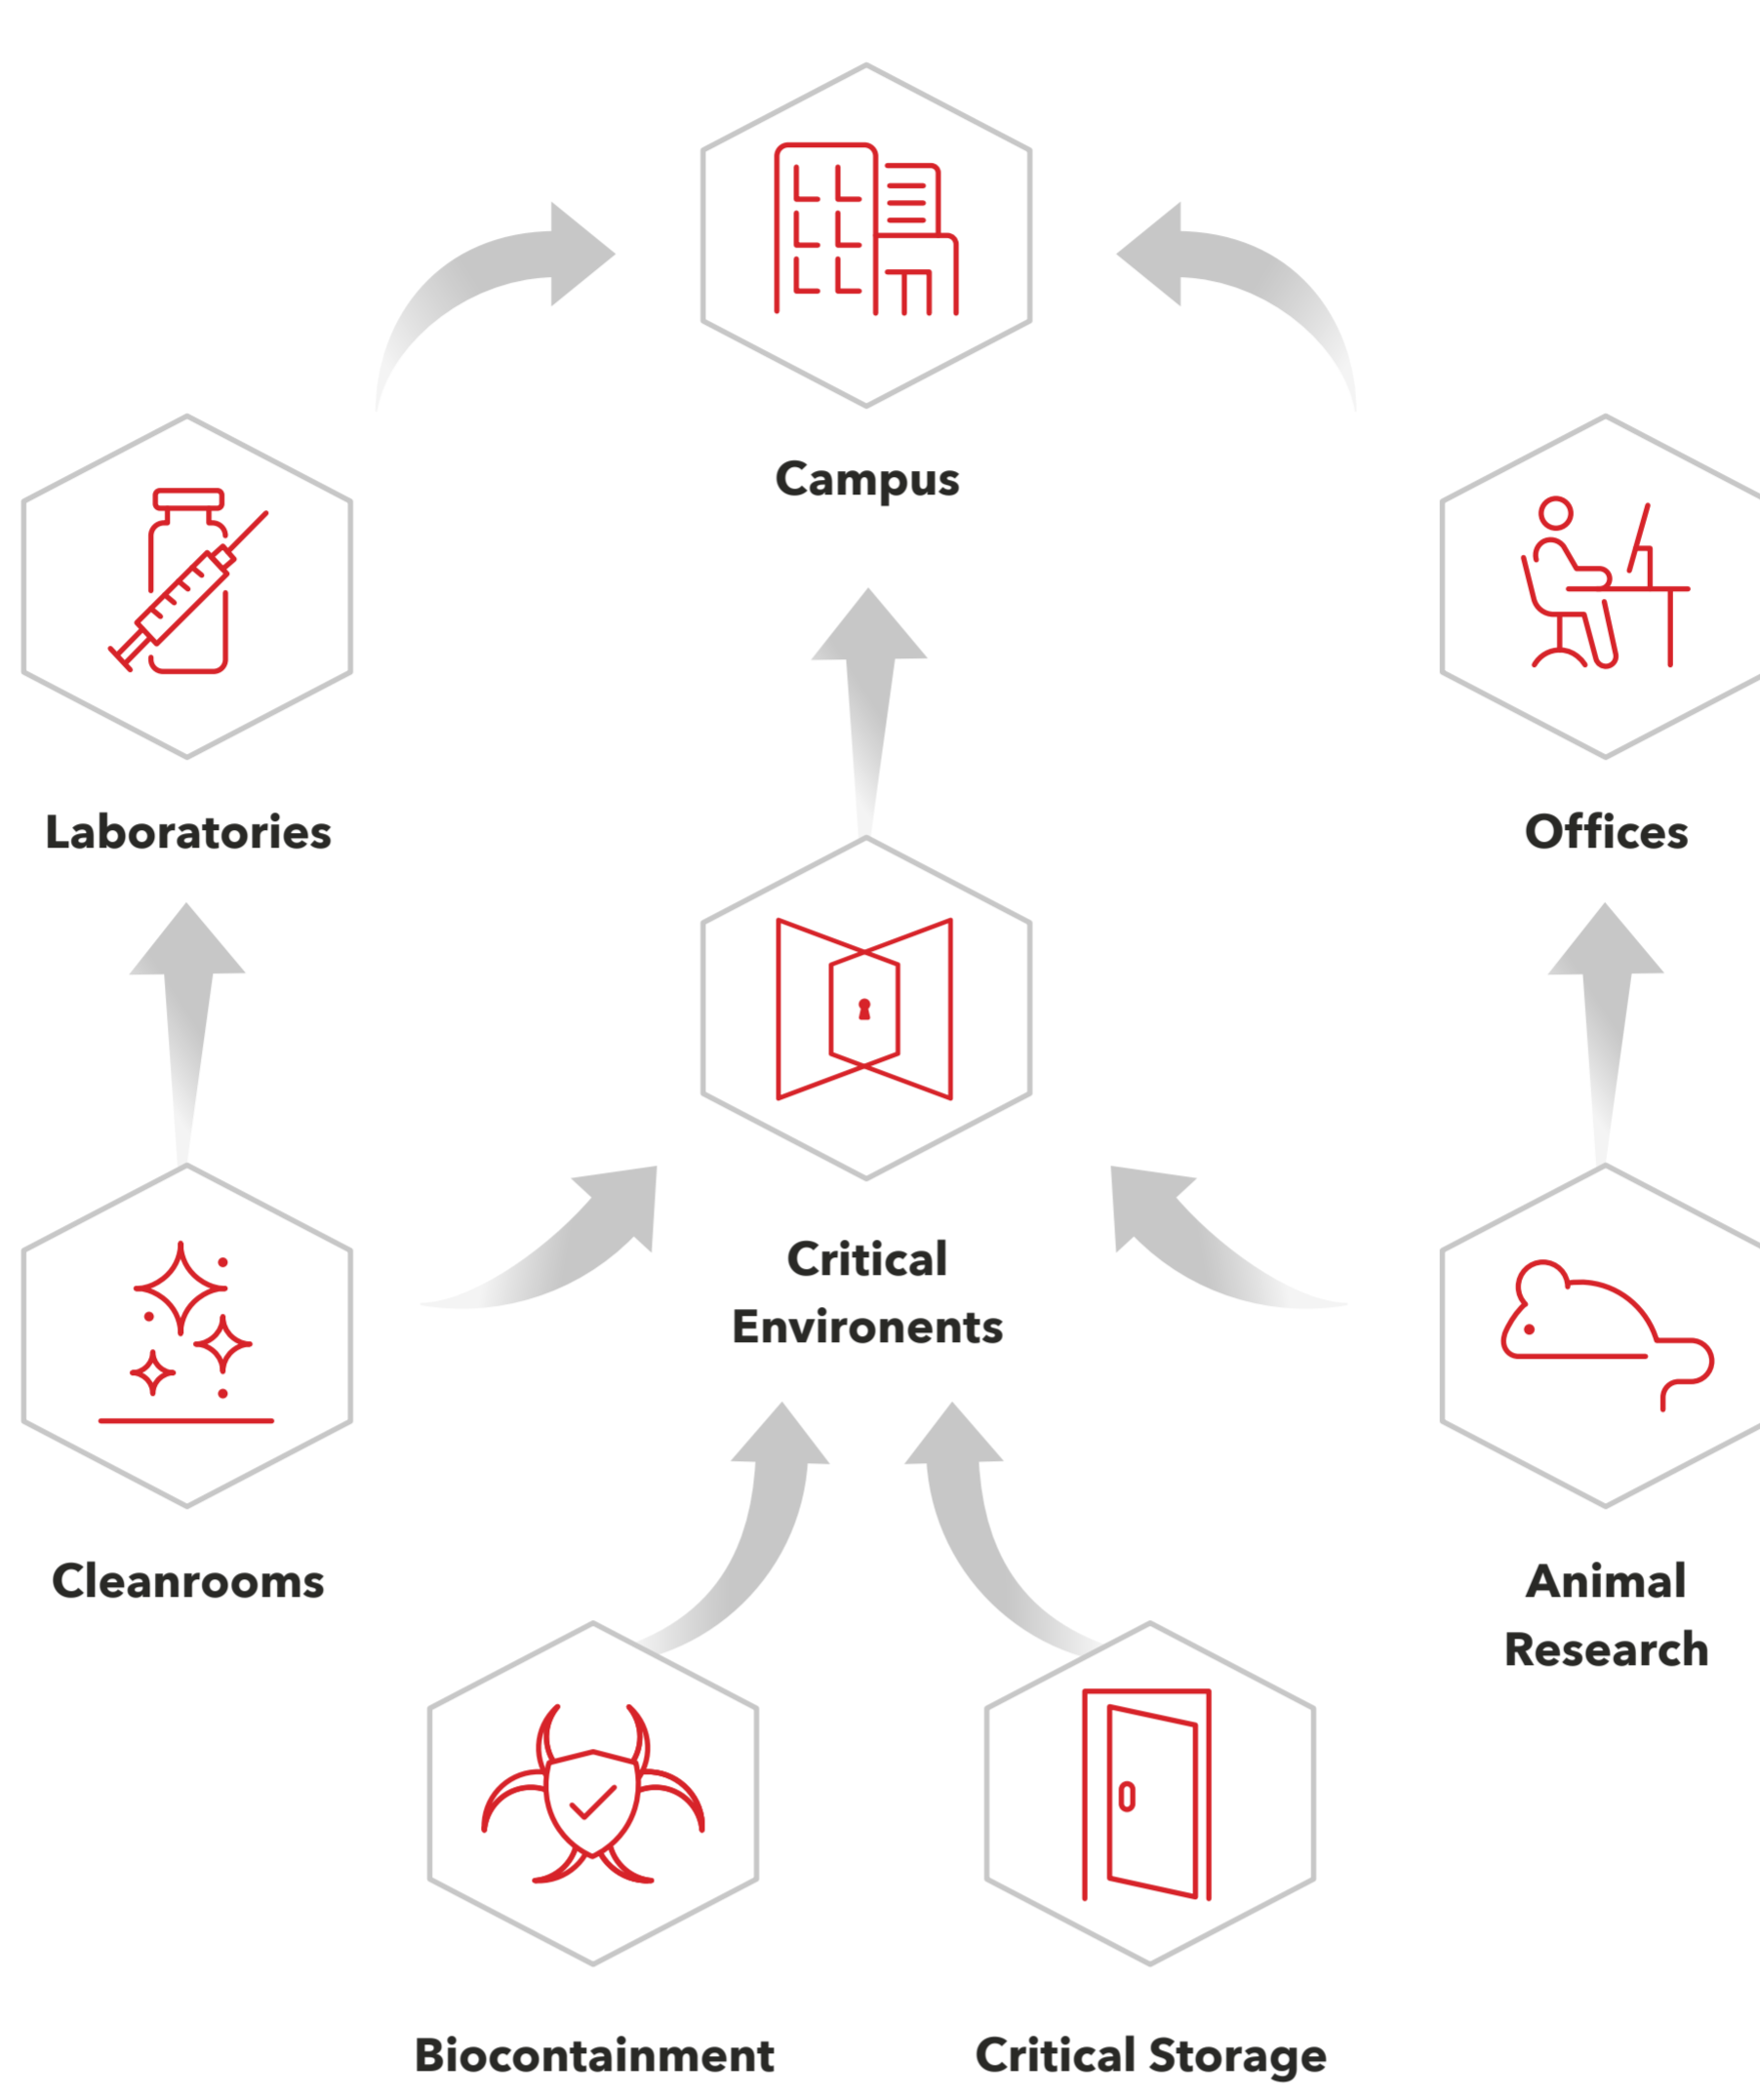 Campus
Laboratories
Offices
Critical
Environents
Cleanrooms
Animal
Research
Biocontainment
Critical Storage